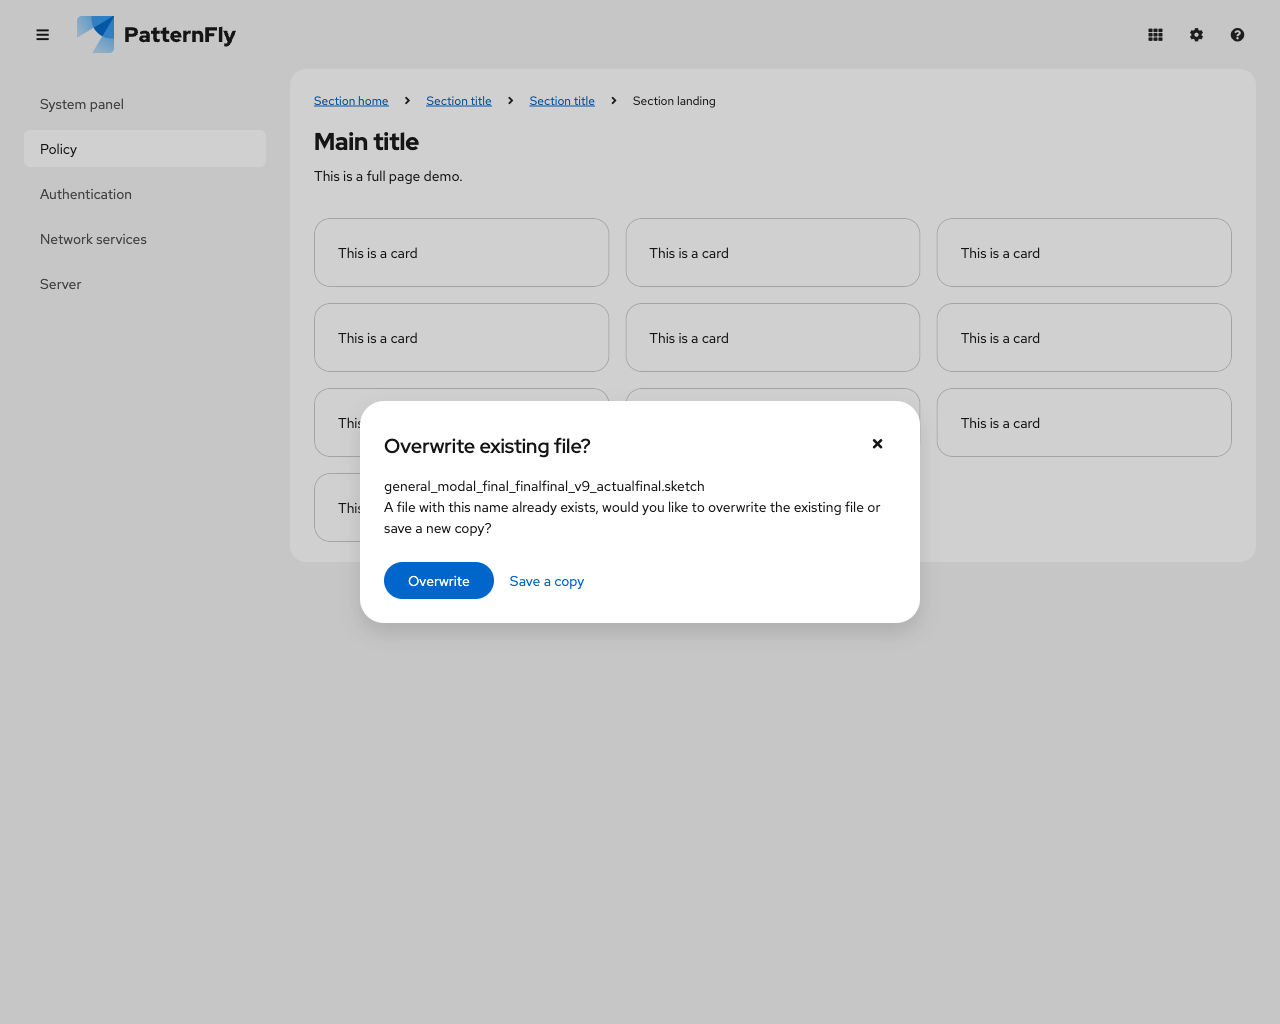 PatternFly
System panel
Policy
Authentication
Network services
Server
Section home
Section title
Section title
Section landing
Main title
This is a full page demo.
This is a card
This is a card
This is a card
This is a card
This is a card
This is a card
This
This is a card
This
Overwrite existing file?
general_modal_final_finalfinal_v9_actualfinal.sketch
A file with this name already exists, would you like to overwrite the existing file or
save a new copy?
Overwrite
Save a copy